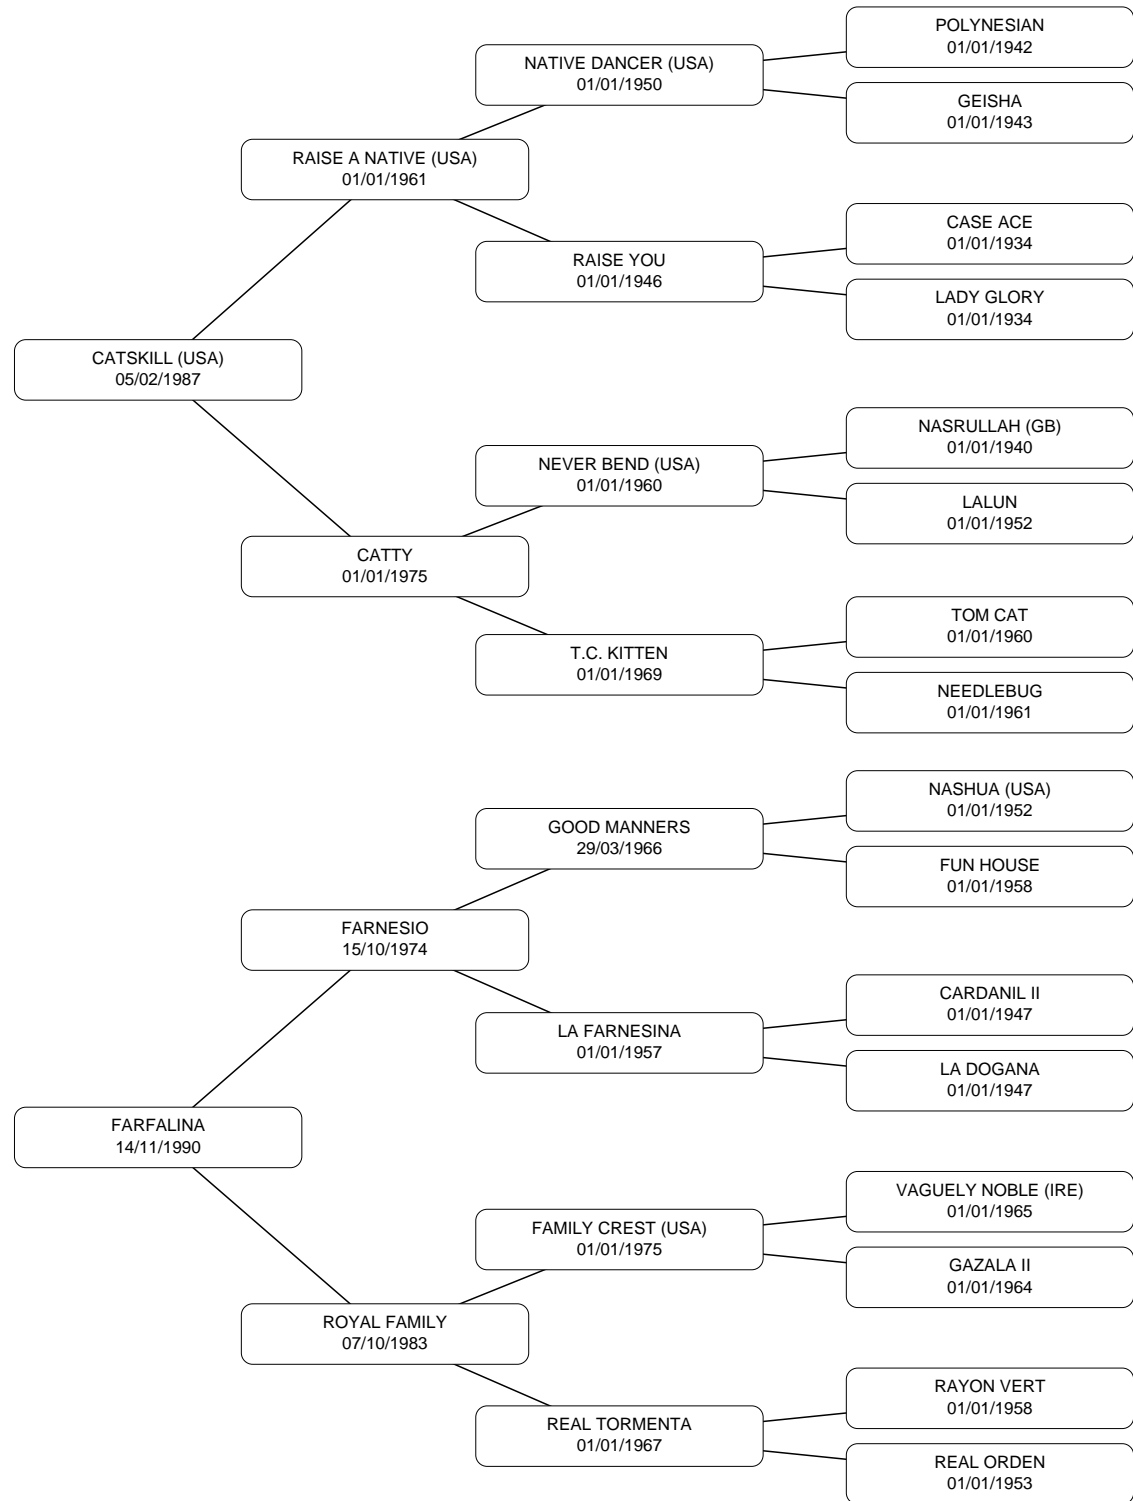 POLYNESIAN
01/01/1942
NATIVE DANCER (USA)
01/01/1950
GEISHA
01/01/1943
RAISE A NATIVE (USA)
01/01/1961
CASE ACE
01/01/1934
RAISE YOU
01/01/1946
LADY GLORY
01/01/1934
CATSKILL (USA)
05/02/1987
NASRULLAH (GB)
01/01/1940
NEVER BEND (USA)
01/01/1960
LALUN
01/01/1952
CATTY
01/01/1975
TOM CAT
01/01/1960
T.C. KITTEN
01/01/1969
NEEDLEBUG
01/01/1961
NASHUA (USA)
01/01/1952
GOOD MANNERS
29/03/1966
FUN HOUSE
01/01/1958
FARNESIO
15/10/1974
CARDANIL II
01/01/1947
LA FARNESINA
01/01/1957
LA DOGANA
01/01/1947
FARFALINA
14/11/1990
VAGUELY NOBLE (IRE)
01/01/1965
FAMILY CREST (USA)
01/01/1975
GAZALA II
01/01/1964
ROYAL FAMILY
07/10/1983
RAYON VERT
01/01/1958
REAL TORMENTA
01/01/1967
REAL ORDEN
01/01/1953